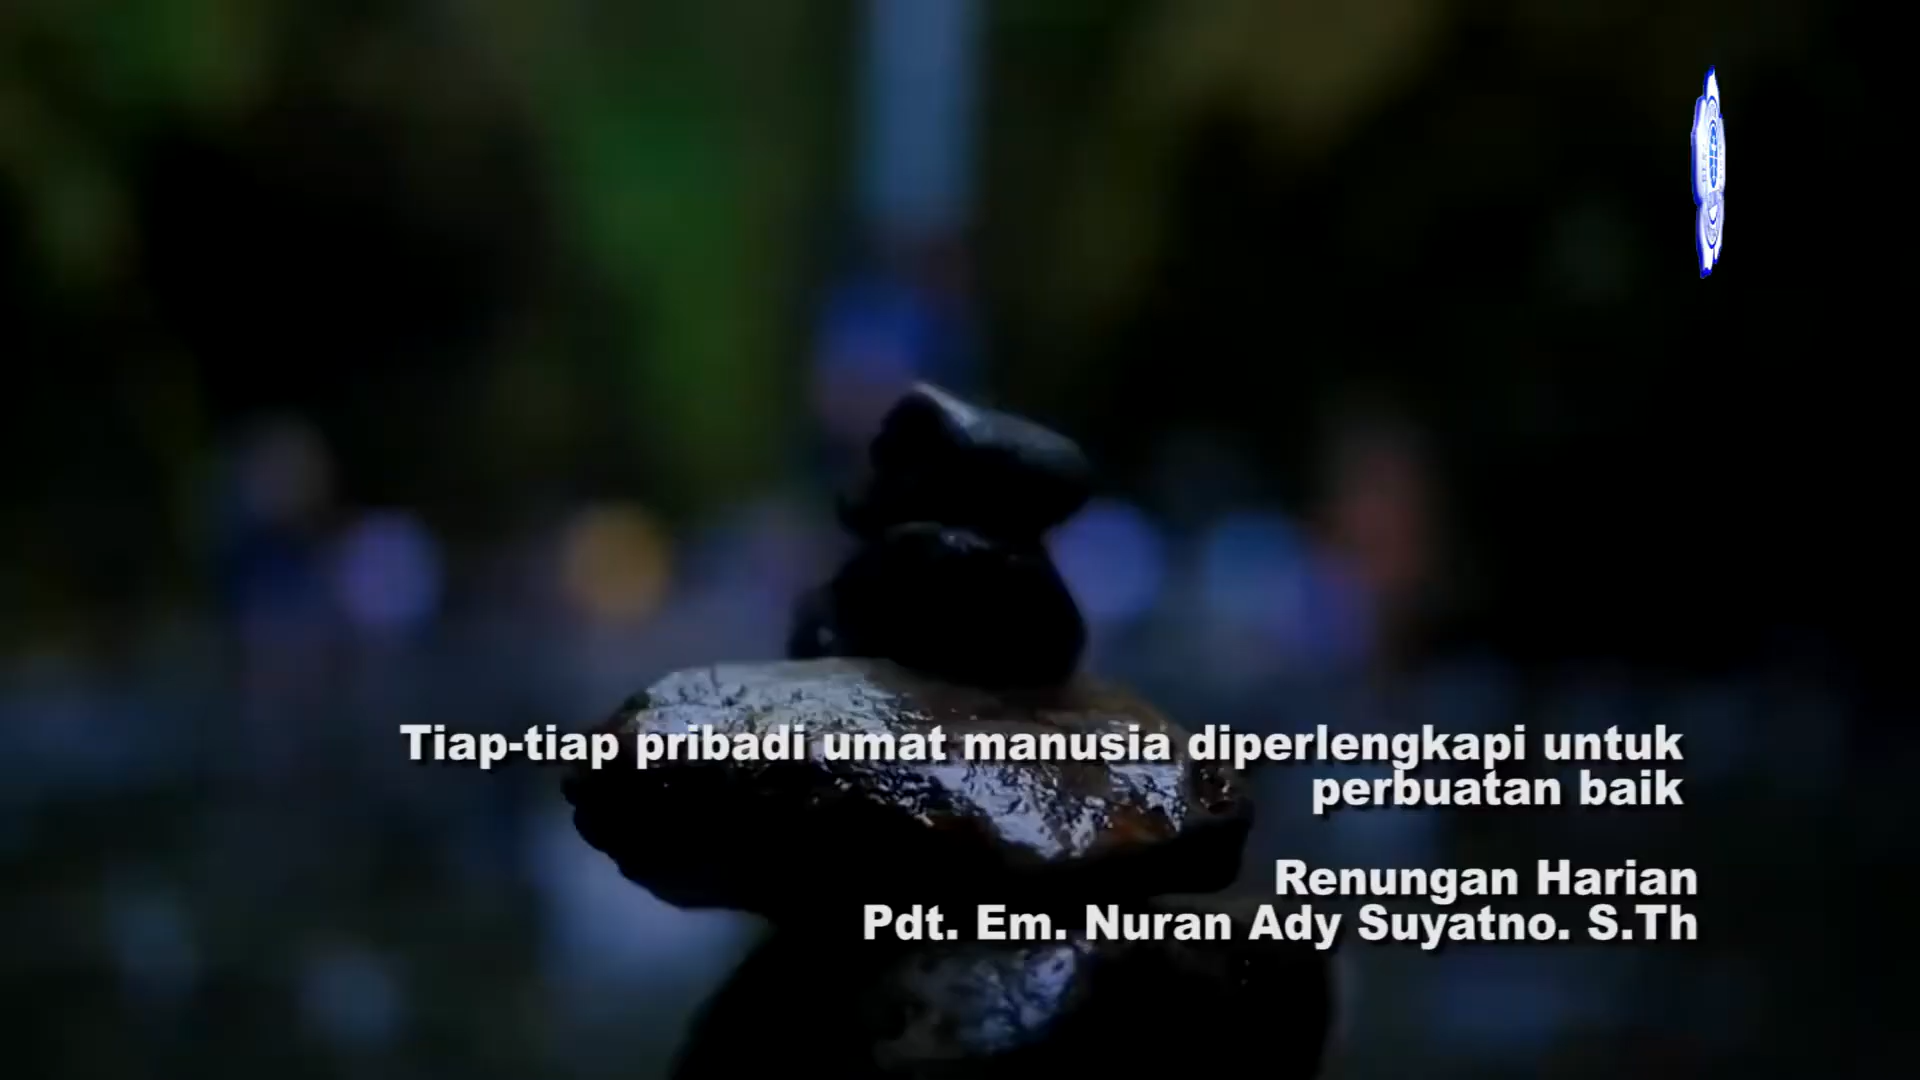 Tiap-tiap pribadi umat manusia diperlengkapi untuk
perbuatan baik
Renungan Harian
Pdt. Em. Nuran Ady Suyatno. S.Th